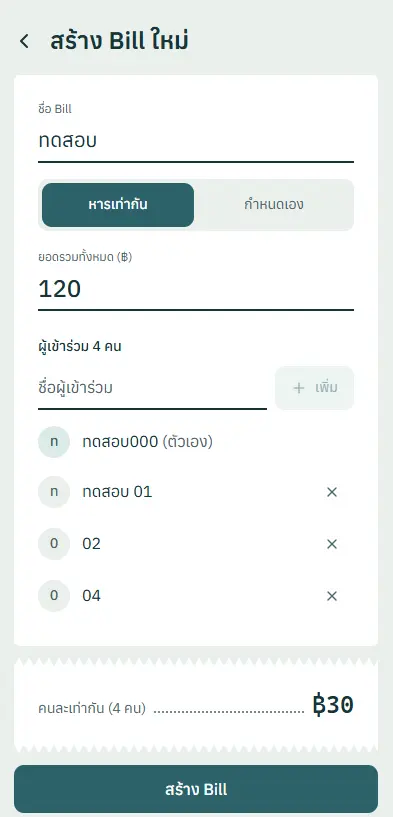 สร้าง Bill ใหม่
ชื่อ Bill
ทดสอบ
หารเท่ากัน กำหนดเอง
ยอดรวมทั้งหมด (฿)
120
ผู้เข้าร่วม 4 คน
ชื่อผู้เข้าร่วม + เพิ่ม
ท ทดสอบ000 (ตัวเอง)
ท ทดสอบ 01 ×
0 02 ×
0 04 ×
คนละเท่ากัน (4 คน) ฿30
สร้าง Bill